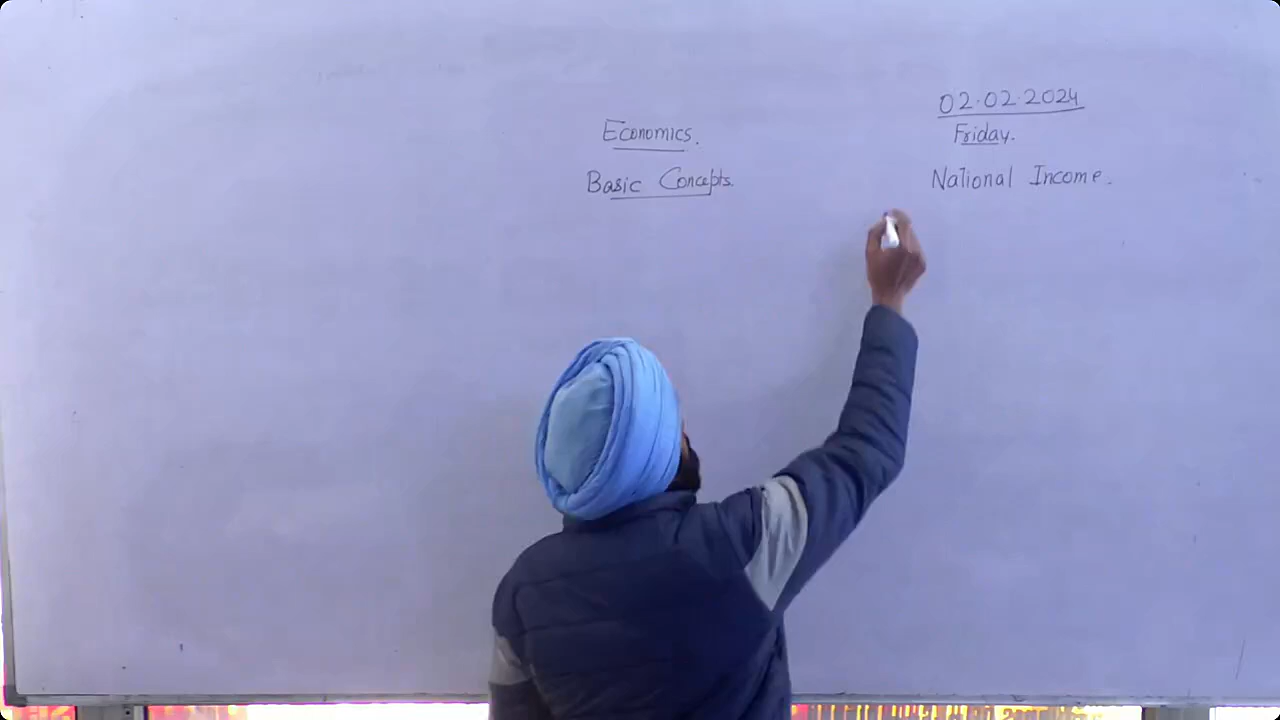 02.02.2024
Economics.
Friday.
Basic Concepts.
National Income.